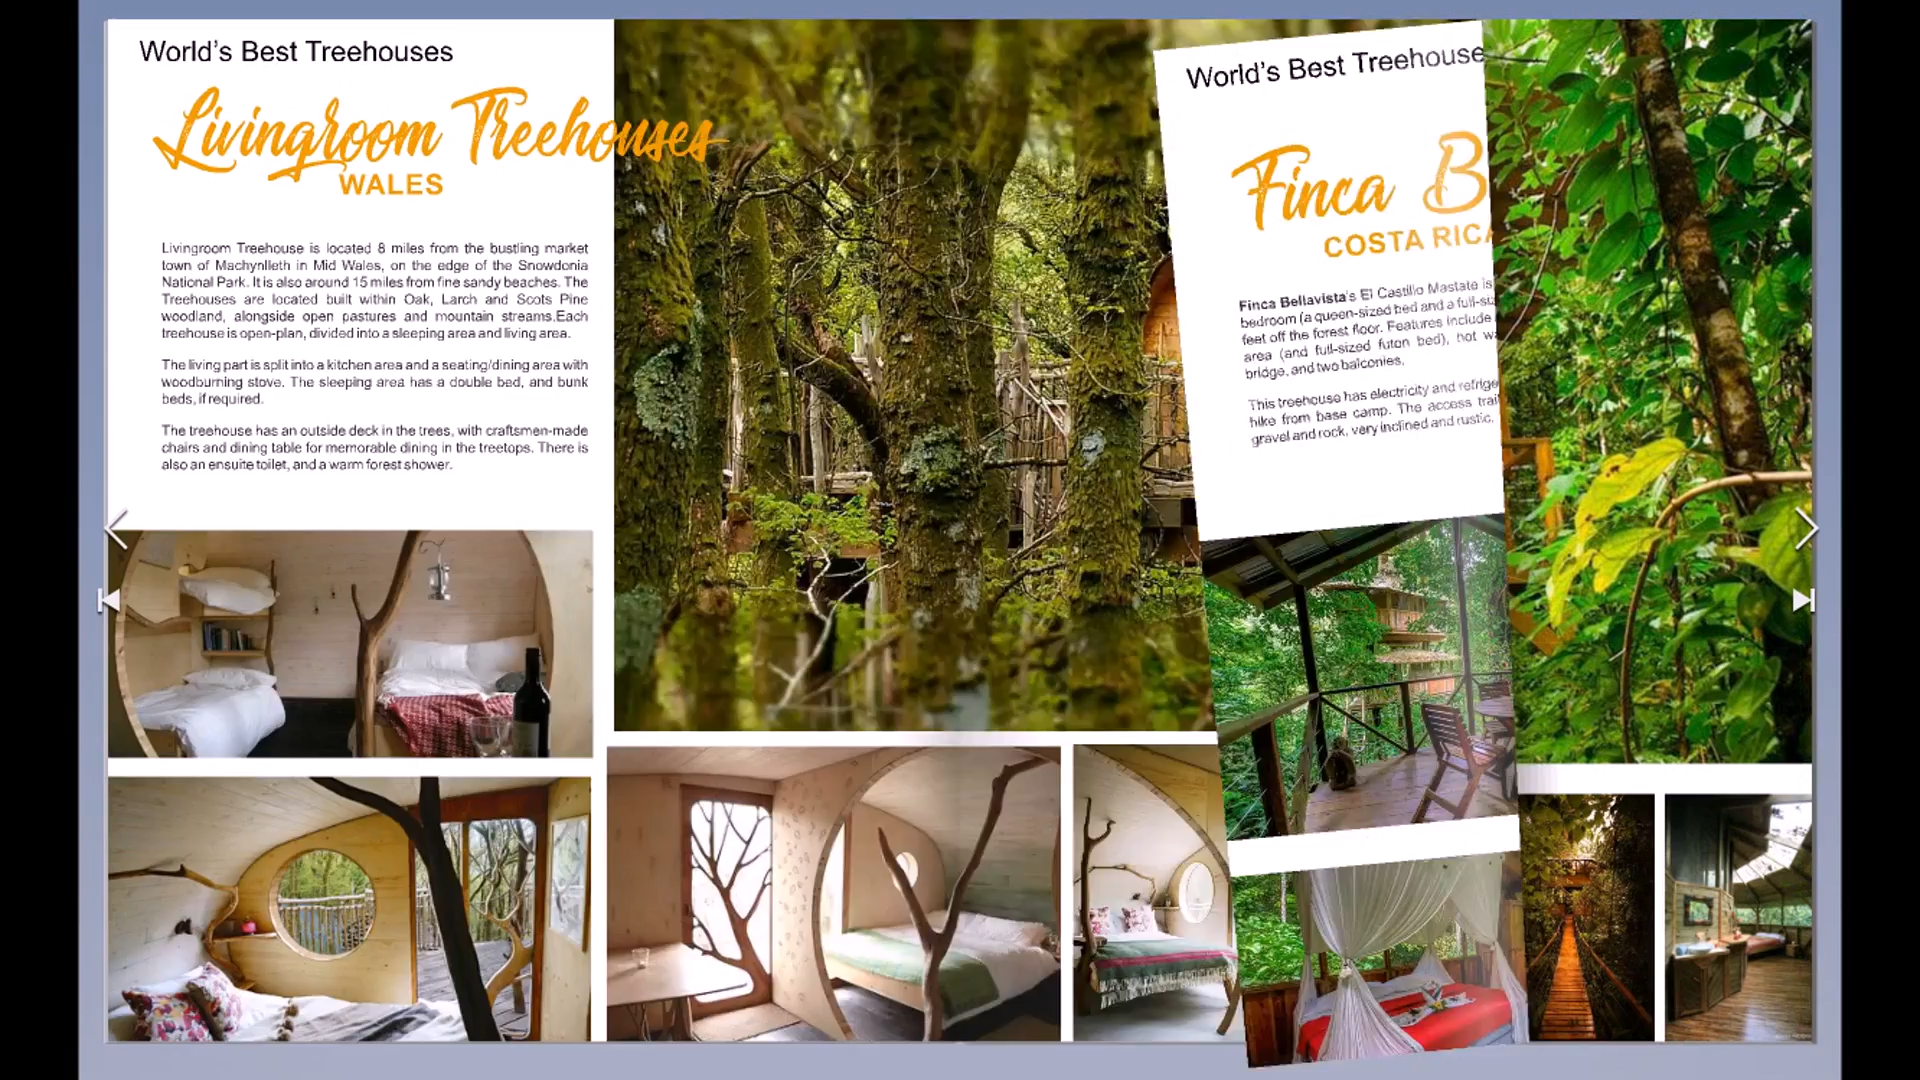 World's Best Treehouses
Livingroom Treehouses
WALES
Livingroom Treehouse is located 8 miles from the bustling market
town of Machynlleth in Mid Wales, on the edge of the Snowdonia
National Park. It is also around 15 miles from fine sandy beaches. The
Treehouses are located built within Oak, Larch and Scots Pine
woodland, alongside open pastures and mountain streams.Each
treehouse is open-plan, divided into a sleeping area and living area.
The living part is split into a kitchen area and a seating/dining area with
woodburning stove. The sleeping area has a double bed, and bunk
beds, if required.
The treehouse has an outside deck in the trees, with craftsmen-made
chairs and dining table for memorable dining in the treetops. There is
also an ensuite toilet, and a warm forest shower.
World's Best Treehouse
Finca B
COSTA RICA
Finca Bellavista's El Castillo Mastate is
bedroom (a queen-sized bed and a full-su
feet off the forest floor. Features include
area (and full-sized futon bed), hot wa
bridge, and two balconies.
This treehouse has electricity and refrige
hike from base camp. The access trai
gravel and rock, very inclined and rustic.